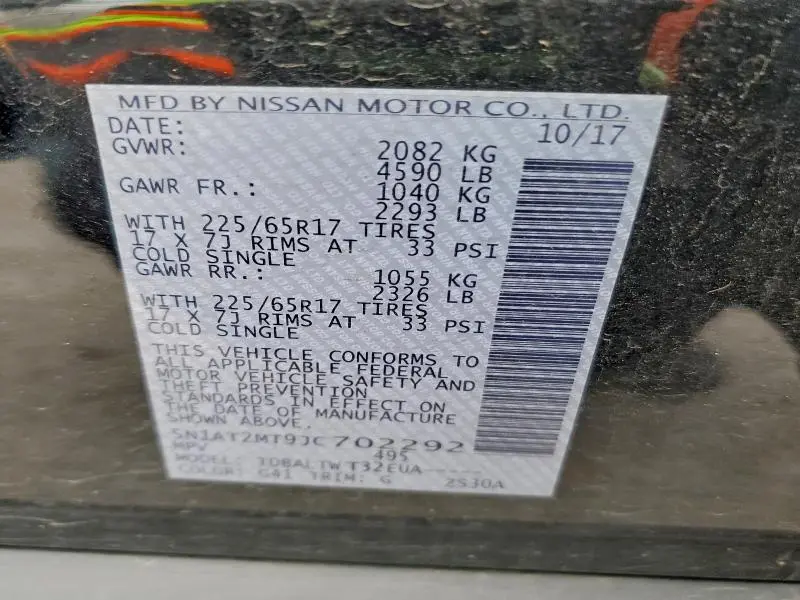 MFD BY NISSAN MOTOR CO., LTD.
DATE: 10/17
GVWR: 2082 KG
4590 LB
GAWR FR.: 1040 KG
2293 LB
WITH 225/65R17 TIRES
17 X 7J RIMS AT 33 PSI
COLD SINGLE
GAWR RR.: 1055 KG
2326 LB
WITH 225/65R17 TIRES
17 X 7J RIMS AT 33 PSI
COLD SINGLE
THIS VEHICLE CONFORMS TO
ALL APPLICABLE FEDERAL
MOTOR VEHICLE SAFETY AND
THEFT PREVENTION
STANDARDS IN EFFECT ON
THE DATE OF MANUFACTURE
SHOWN ABOVE.
5N1AT2MT9JC702292
MPV 495
MODEL: TDBALTW T32EUA-----
COLOR: G41 TRIM: G 2S30A